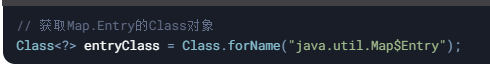 // 获取Map.Entry的Class对象
Class<?> entryClass = Class.forName("java.util.Map$Entry");